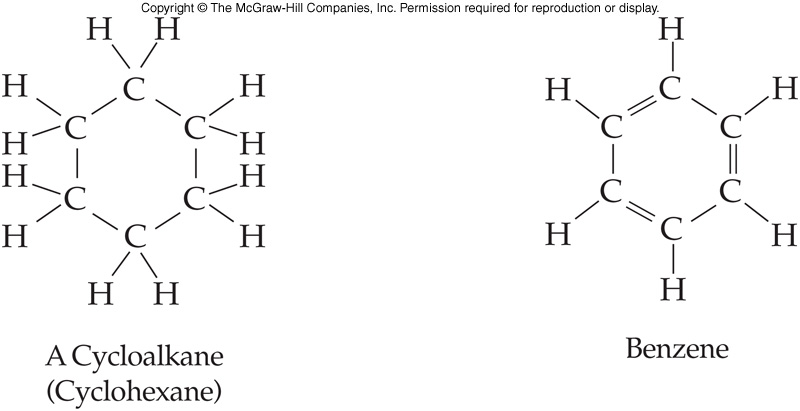 Copyright © The McGraw-Hill Companies, Inc. Permission required for reproduction or display.
H H
H C H
H C C H
H H
H C C H
H C H
H H
A Cycloalkane
(Cyclohexane)
H
H C H
C C
C C
H C H
H
Benzene